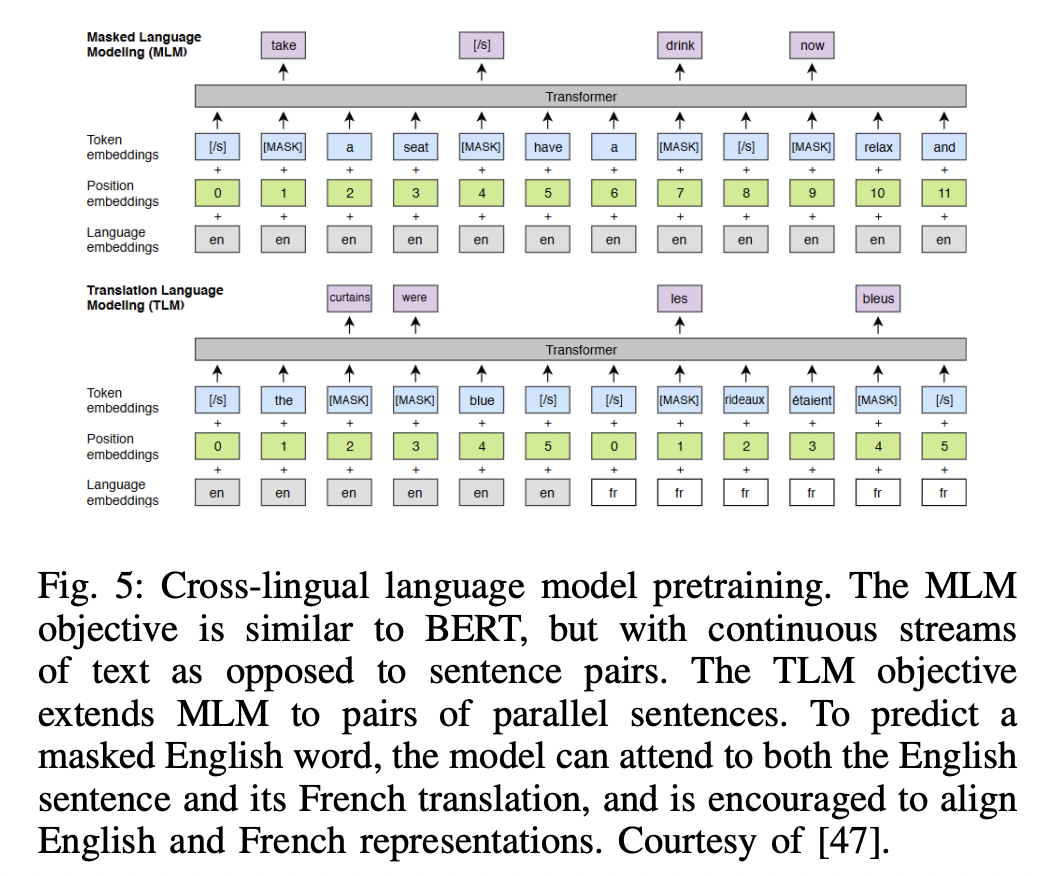 Masked Language
Modeling (MLM)
take [/s] drink now
Transformer
Token
embeddings
[/s] [MASK] a seat [MASK] have a [MASK] [/s] [MASK] relax and
+ + + + + + + + + + + +
Position
embeddings
0 1 2 3 4 5 6 7 8 9 10 11
+ + + + + + + + + + + +
Language
embeddings
en en en en en en en en en en en en
Translation Language
Modeling (TLM)
curtains were les bleus
Transformer
Token
embeddings
[/s] the [MASK] [MASK] blue [/s] [/s] [MASK] rideaux étaient [MASK] [/s]
+ + + + + + + + + + + +
Position
embeddings
0 1 2 3 4 5 0 1 2 3 4 5
+ + + + + + + + + + + +
Language
embeddings
en en en en en en fr fr fr fr fr fr
Fig. 5: Cross-lingual language model pretraining. The MLM
objective is similar to BERT, but with continuous streams
of text as opposed to sentence pairs. The TLM objective
extends MLM to pairs of parallel sentences. To predict a
masked English word, the model can attend to both the English
sentence and its French translation, and is encouraged to align
English and French representations. Courtesy of [47].